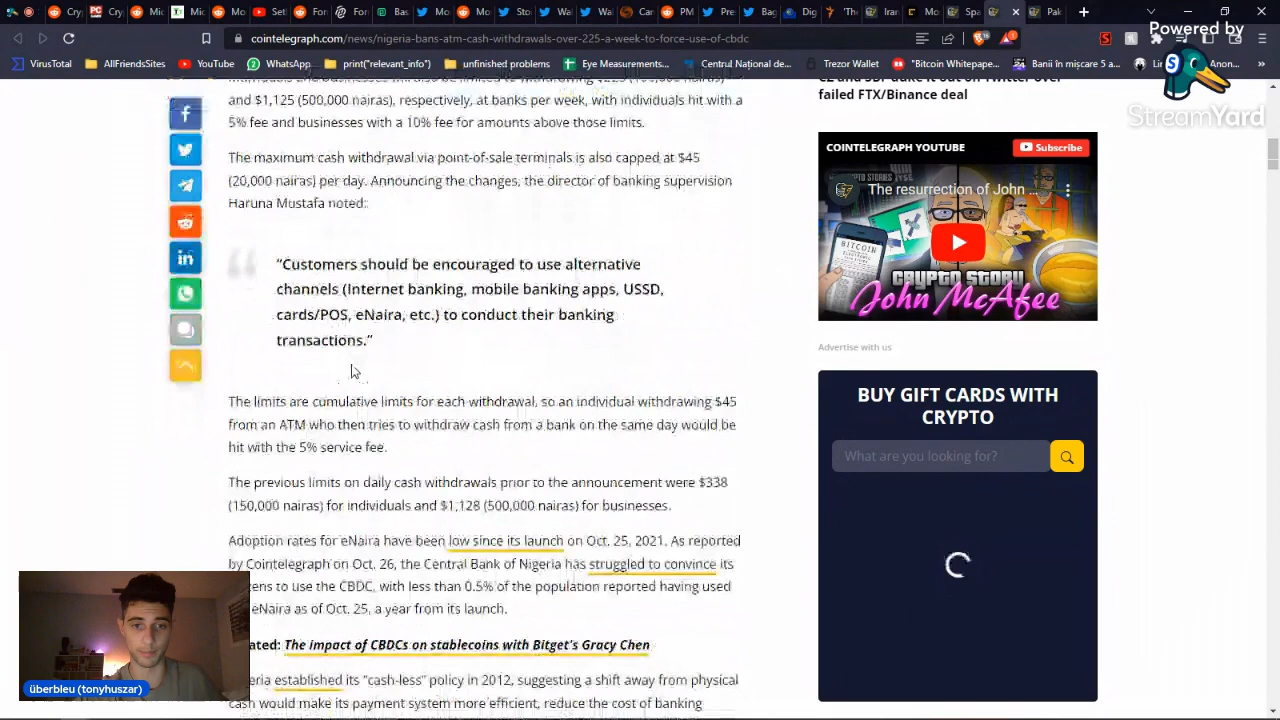 Powered by
StreamYard
cointelegraph.com/news/nigeria-bans-atm-cash-withdrawals-over-225-a-week-to-force-use-of-cbdc
VirusTotal
AllFriendsSites
YouTube
WhatsApp
print("relevant_info")
unfinished problems
Eye Measurements...
Central Național de...
Trezor Wallet
"Bitcoin Whitepape...
Banii în mișcare 5 a...
Anon...
and $1,125 (500,000 nairas), respectively, at banks per week, with individuals hit with a
5% fee and businesses with a 10% fee for amounts above those limits.
The maximum cash withdrawal via point-of-sale terminals is also capped at $45
(20,000 nairas) per day. Announcing the changes, the director of banking supervision
Haruna Mustafa noted:
“Customers should be encouraged to use alternative
channels (Internet banking, mobile banking apps, USSD,
cards/POS, eNaira, etc.) to conduct their banking
transactions.”
The limits are cumulative limits for each withdrawal, so an individual withdrawing $45
from an ATM who then tries to withdraw cash from a bank on the same day would be
hit with the 5% service fee.
The previous limits on daily cash withdrawals prior to the announcement were $338
(150,000 nairas) for individuals and $1,128 (500,000 nairas) for businesses.
Adoption rates for eNaira have been low since its launch on Oct. 25, 2021. As reported
by Cointelegraph on Oct. 26, the Central Bank of Nigeria has struggled to convince its
to use the CBDC, with less than 0.5% of the population reported having used
eNaira as of Oct. 25, a year from its launch.
The impact of CBDCs on stablecoins with Bitget's Gracy Chen
established its “cash-less” policy in 2012, suggesting a shift away from physical
cash would make its payment system more efficient, reduce the cost of banking
failed FTX/Binance deal
COINTELEGRAPH YOUTUBE
Subscribe
The resurrection of John ...
BITCOIN
CRYPTO STORY
John McAfee
Advertise with us
BUY GIFT CARDS WITH
CRYPTO
What are you looking for?
überbleu (tonyhuszar)